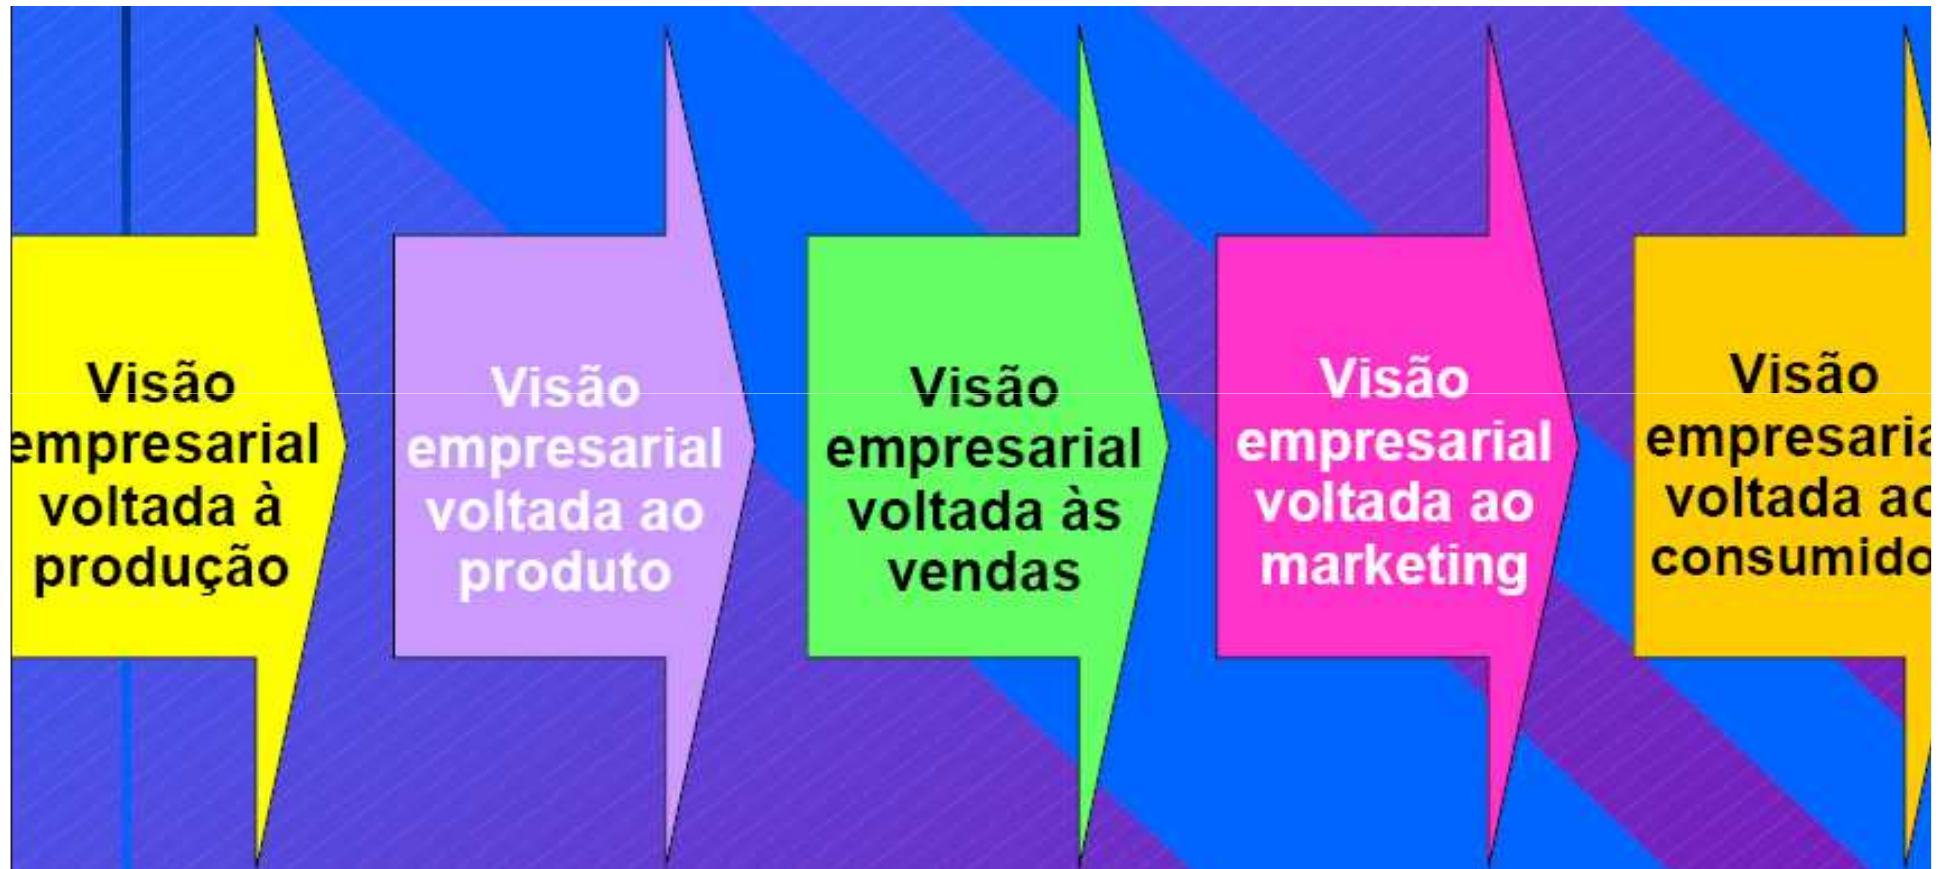 Visão
empresarial
voltada à
produção
Visão
empresarial
voltada ao
produto
Visão
empresarial
voltada às
vendas
Visão
empresarial
voltada ao
marketing
Visão
empresaria
voltada ao
consumido